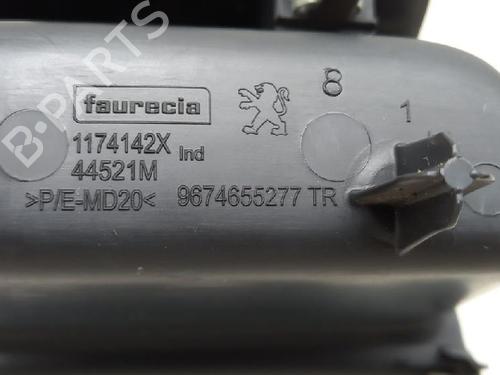 B-PARTS
faurecia
8
1
1174142X Ind
44521M
>P/E-MD20< 9674655277 TR